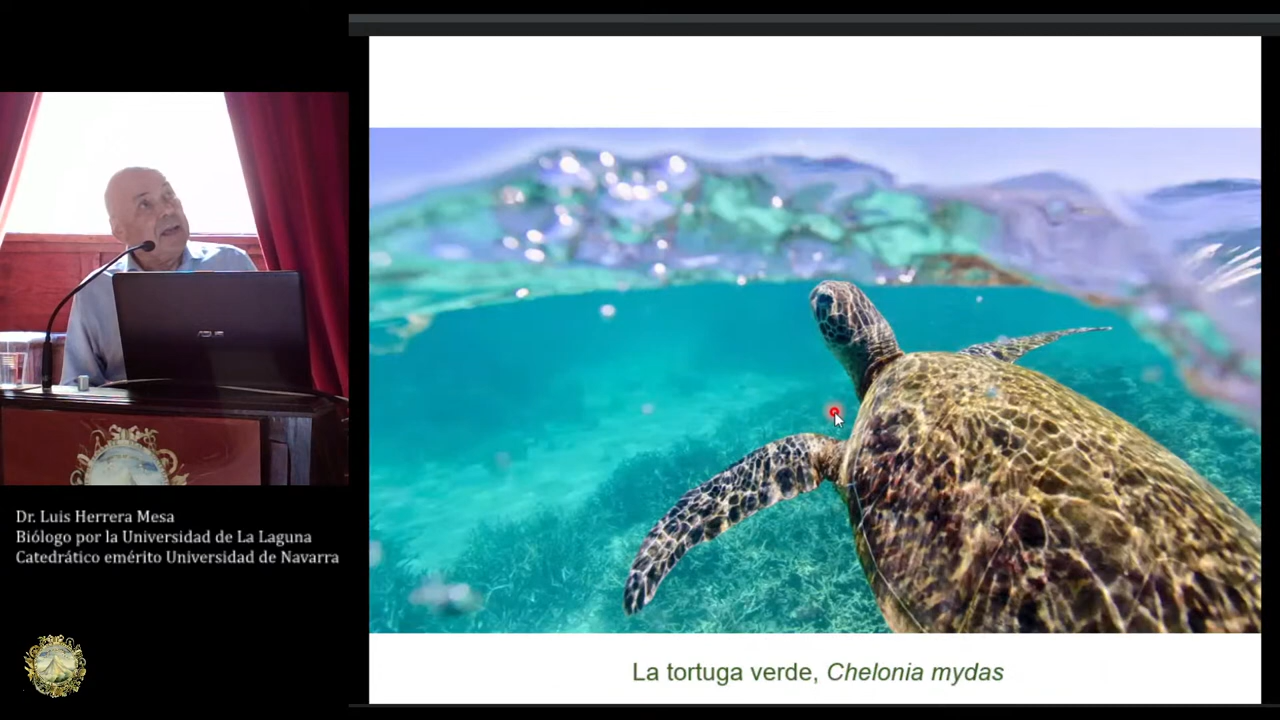 ASUS
Dr. Luis Herrera Mesa
Biólogo por la Universidad de La Laguna
Catedrático emérito Universidad de Navarra
La tortuga verde, Chelonia mydas